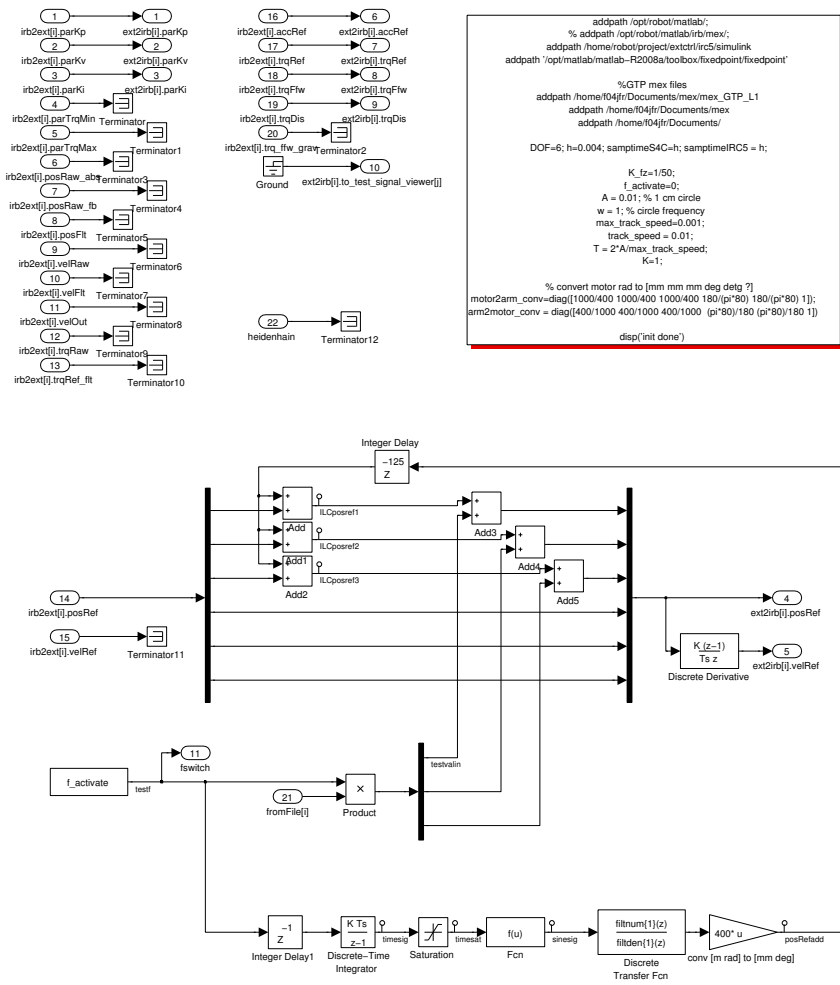 1
irb2ext[i].parKp
1
ext2irb[i].parKp
2
irb2ext[i].parKv
2
ext2irb[i].parKv
3
irb2ext[i].parKi
3
ext2irb[i].parKi
4
irb2ext[i].parTrqMin
Terminator
5
irb2ext[i].parTrqMax
Terminator1
6
irb2ext[i].posRaw_abs
Terminator3
7
irb2ext[i].posRaw_fb
Terminator4
8
irb2ext[i].posFlt
Terminator5
9
irb2ext[i].velRaw
Terminator6
10
irb2ext[i].velFlt
Terminator7
11
irb2ext[i].velOut
Terminator8
12
irb2ext[i].trqRaw
Terminator9
13
irb2ext[i].trqRef_flt
Terminator10
16
irb2ext[i].accRef
6
ext2irb[i].accRef
17
irb2ext[i].trqRef
7
ext2irb[i].trqRef
18
irb2ext[i].trqFfw
8
ext2irb[i].trqFfw
19
irb2ext[i].trqDis
9
ext2irb[i].trqDis
20
irb2ext[i].trq_ffw_grav
Terminator2
Ground
10
ext2irb[i].to_test_signal_viewer[j]
22
heidenhain
Terminator12
addpath /opt/robot/matlab/;
% addpath /opt/robot/matlab/irb/mex/;
addpath /home/robot/project/extctrl/irc5/simulink
addpath '/opt/matlab/matlab-R2008a/toolbox/fixedpoint/fixedpoint'
%GTP mex files
addpath /home/f04jfr/Documents/mex/mex_GTP_L1
addpath /home/f04jfr/Documents/mex
addpath /home/f04jfr/Documents/
DOF=6; h=0.004; samptimeS4C=h; samptimeIRC5 = h;
K_fz=1/50;
f_activate=0;
A = 0.01; % 1 cm circle
w = 1; % circle frequency
max_track_speed=0.001;
track_speed = 0.01;
T = 2*A/max_track_speed;
K=1;
% convert motor rad to [mm mm mm deg detg ?]
motor2arm_conv=diag([1000/400 1000/400 1000/400 180/(pi*80) 180/(pi*80) 1]);
arm2motor_conv = diag([400/1000 400/1000 400/1000 (pi*80)/180 (pi*80)/180 1])
disp('init done')
Integer Delay
−125
Z
Add
ILCposref1
Add1
ILCposref2
Add2
ILCposref3
Add3
Add4
Add5
14
irb2ext[i].posRef
15
irb2ext[i].velRef
Terminator11
4
ext2irb[i].posRef
K (z−1)
Ts z
Discrete Derivative
5
ext2irb[i].velRef
f_activate
testf
11
fswitch
21
fromFile[i]
×
Product
testvalin
−1
Z
Integer Delay1
K Ts
z−1
Discrete−Time
Integrator
timesig
Saturation
timesat
f(u)
Fcn
sinesig
filtnum{1}(z)
filtden{1}(z)
Discrete
Transfer Fcn
400* u
conv [m rad] to [mm deg]
posRefadd